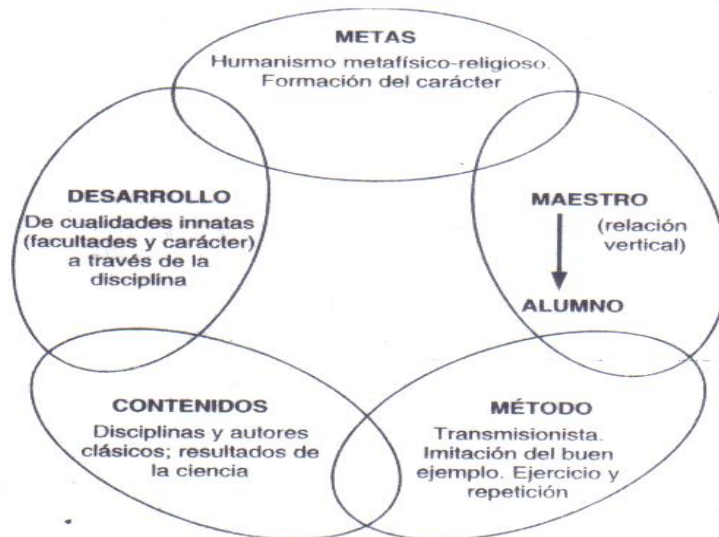 METAS
Humanismo metafísico-religioso.
Formación del carácter
DESARROLLO
De cualidades innatas
(facultades y carácter)
a través de la
disciplina
MAESTRO
(relación
vertical)
ALUMNO
CONTENIDOS
Disciplinas y autores
clásicos; resultados de
la ciencia
MÉTODO
Transmisionista.
Imitación del buen
ejemplo. Ejercicio y
repetición